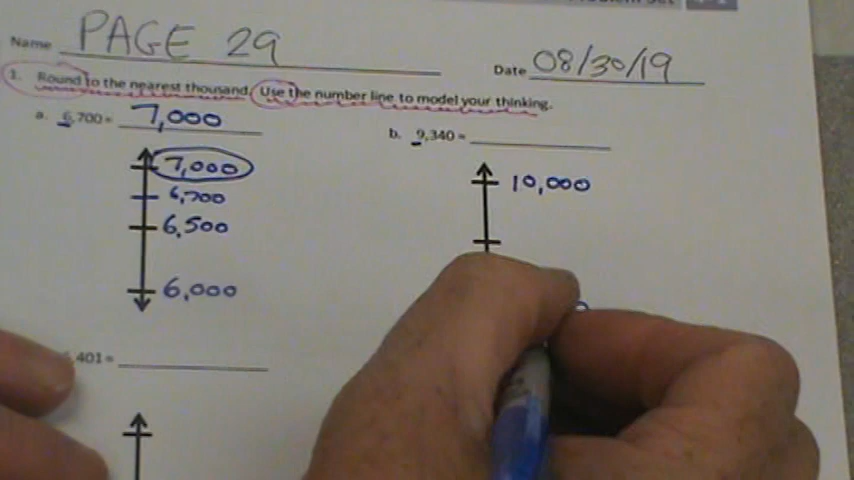 Problem Set
Name PAGE 29
Date 08/30/19
1. Round to the nearest thousand. Use the number line to model your thinking.
a. 6,700 ≈ 7,000
b. 9,340 ≈
7,000
6,700
6,500
6,000
10,000
,401 ≈